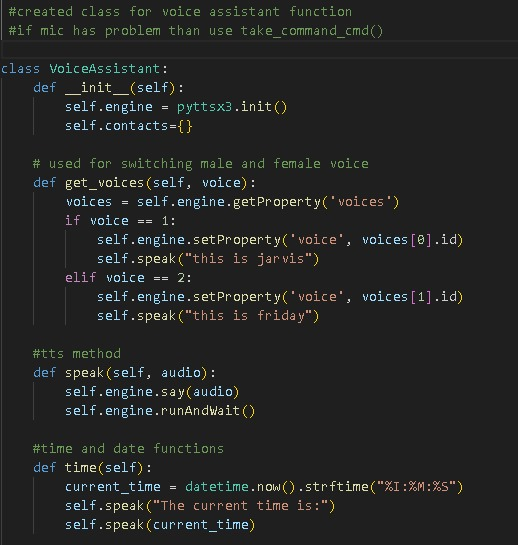 #created class for voice assistant function
#if mic has problem than use take_command_cmd()
class VoiceAssistant:
    def __init__(self):
        self.engine = pyttsx3.init()
        self.contacts={}
    # used for switching male and female voice
    def get_voices(self, voice):
        voices = self.engine.getProperty('voices')
        if voice == 1:
            self.engine.setProperty('voice', voices[0].id)
            self.speak("this is jarvis")
        elif voice == 2:
            self.engine.setProperty('voice', voices[1].id)
            self.speak("this is friday")
    #tts method
    def speak(self, audio):
        self.engine.say(audio)
        self.engine.runAndWait()
    #time and date functions
    def time(self):
        current_time = datetime.now().strftime("%I:%M:%S")
        self.speak("The current time is:")
        self.speak(current_time)